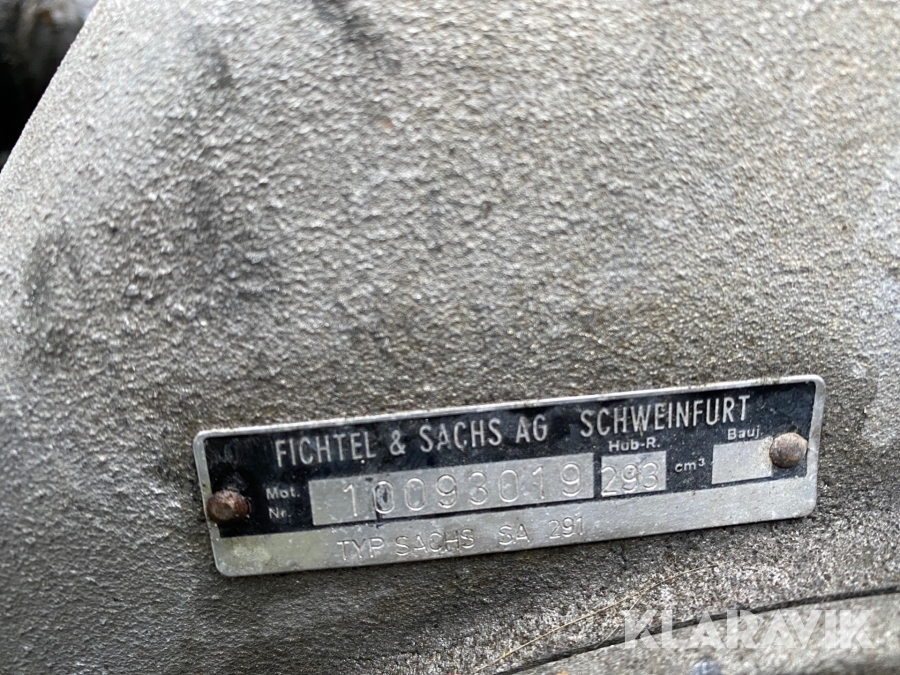 FICHTEL & SACHS AG SCHWEINFURT
Mot. Nr. 10093019 Hub-R. 293 cm³ Bauj.
TYP SACHS SA 291
KLARAVIK